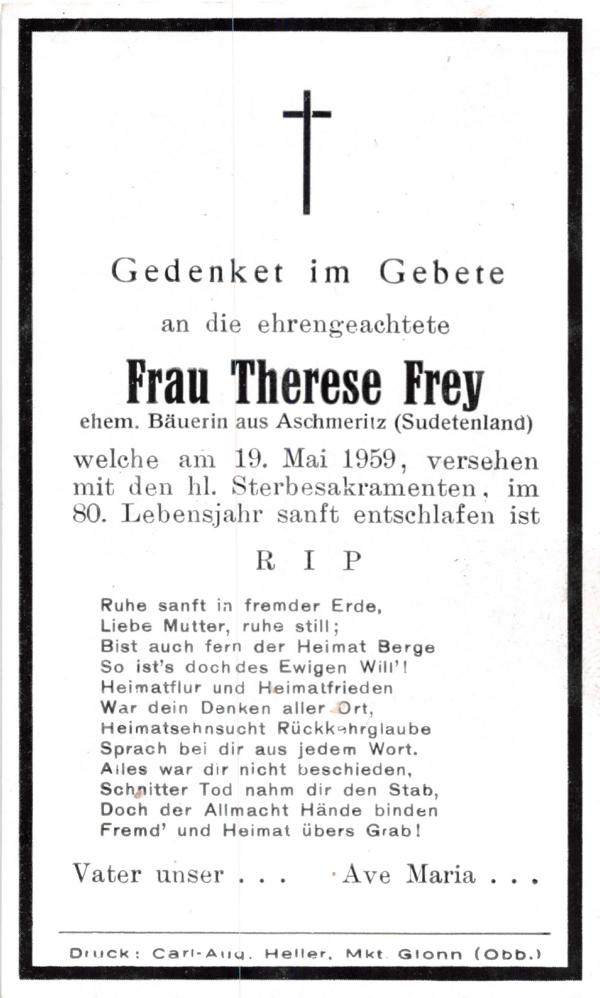 Gedenket im Gebete
an die ehrengeachtete
Frau Therese Frey
ehem. Bäuerin aus Aschmeritz (Sudetenland)
welche am 19. Mai 1959, versehen
mit den hl. Sterbesakramenten, im
80. Lebensjahr sanft entschlafen ist
R I P
Ruhe sanft in fremder Erde,
Liebe Mutter, ruhe still;
Bist auch fern der Heimat Berge
So ist's doch des Ewigen Will'!
Heimatflur und Heimatfrieden
War dein Denken aller Ort,
Heimatsehnsucht Rückkehrglaube
Sprach bei dir aus jedem Wort.
Alles war dir nicht beschieden,
Schnitter Tod nahm dir den Stab,
Doch der Allmacht Hände binden
Fremd' und Heimat übers Grab!
Vater unser . . . Ave Maria . . .
Druck: Carl-Aug. Heller, Mkt. Glonn (Obb.)